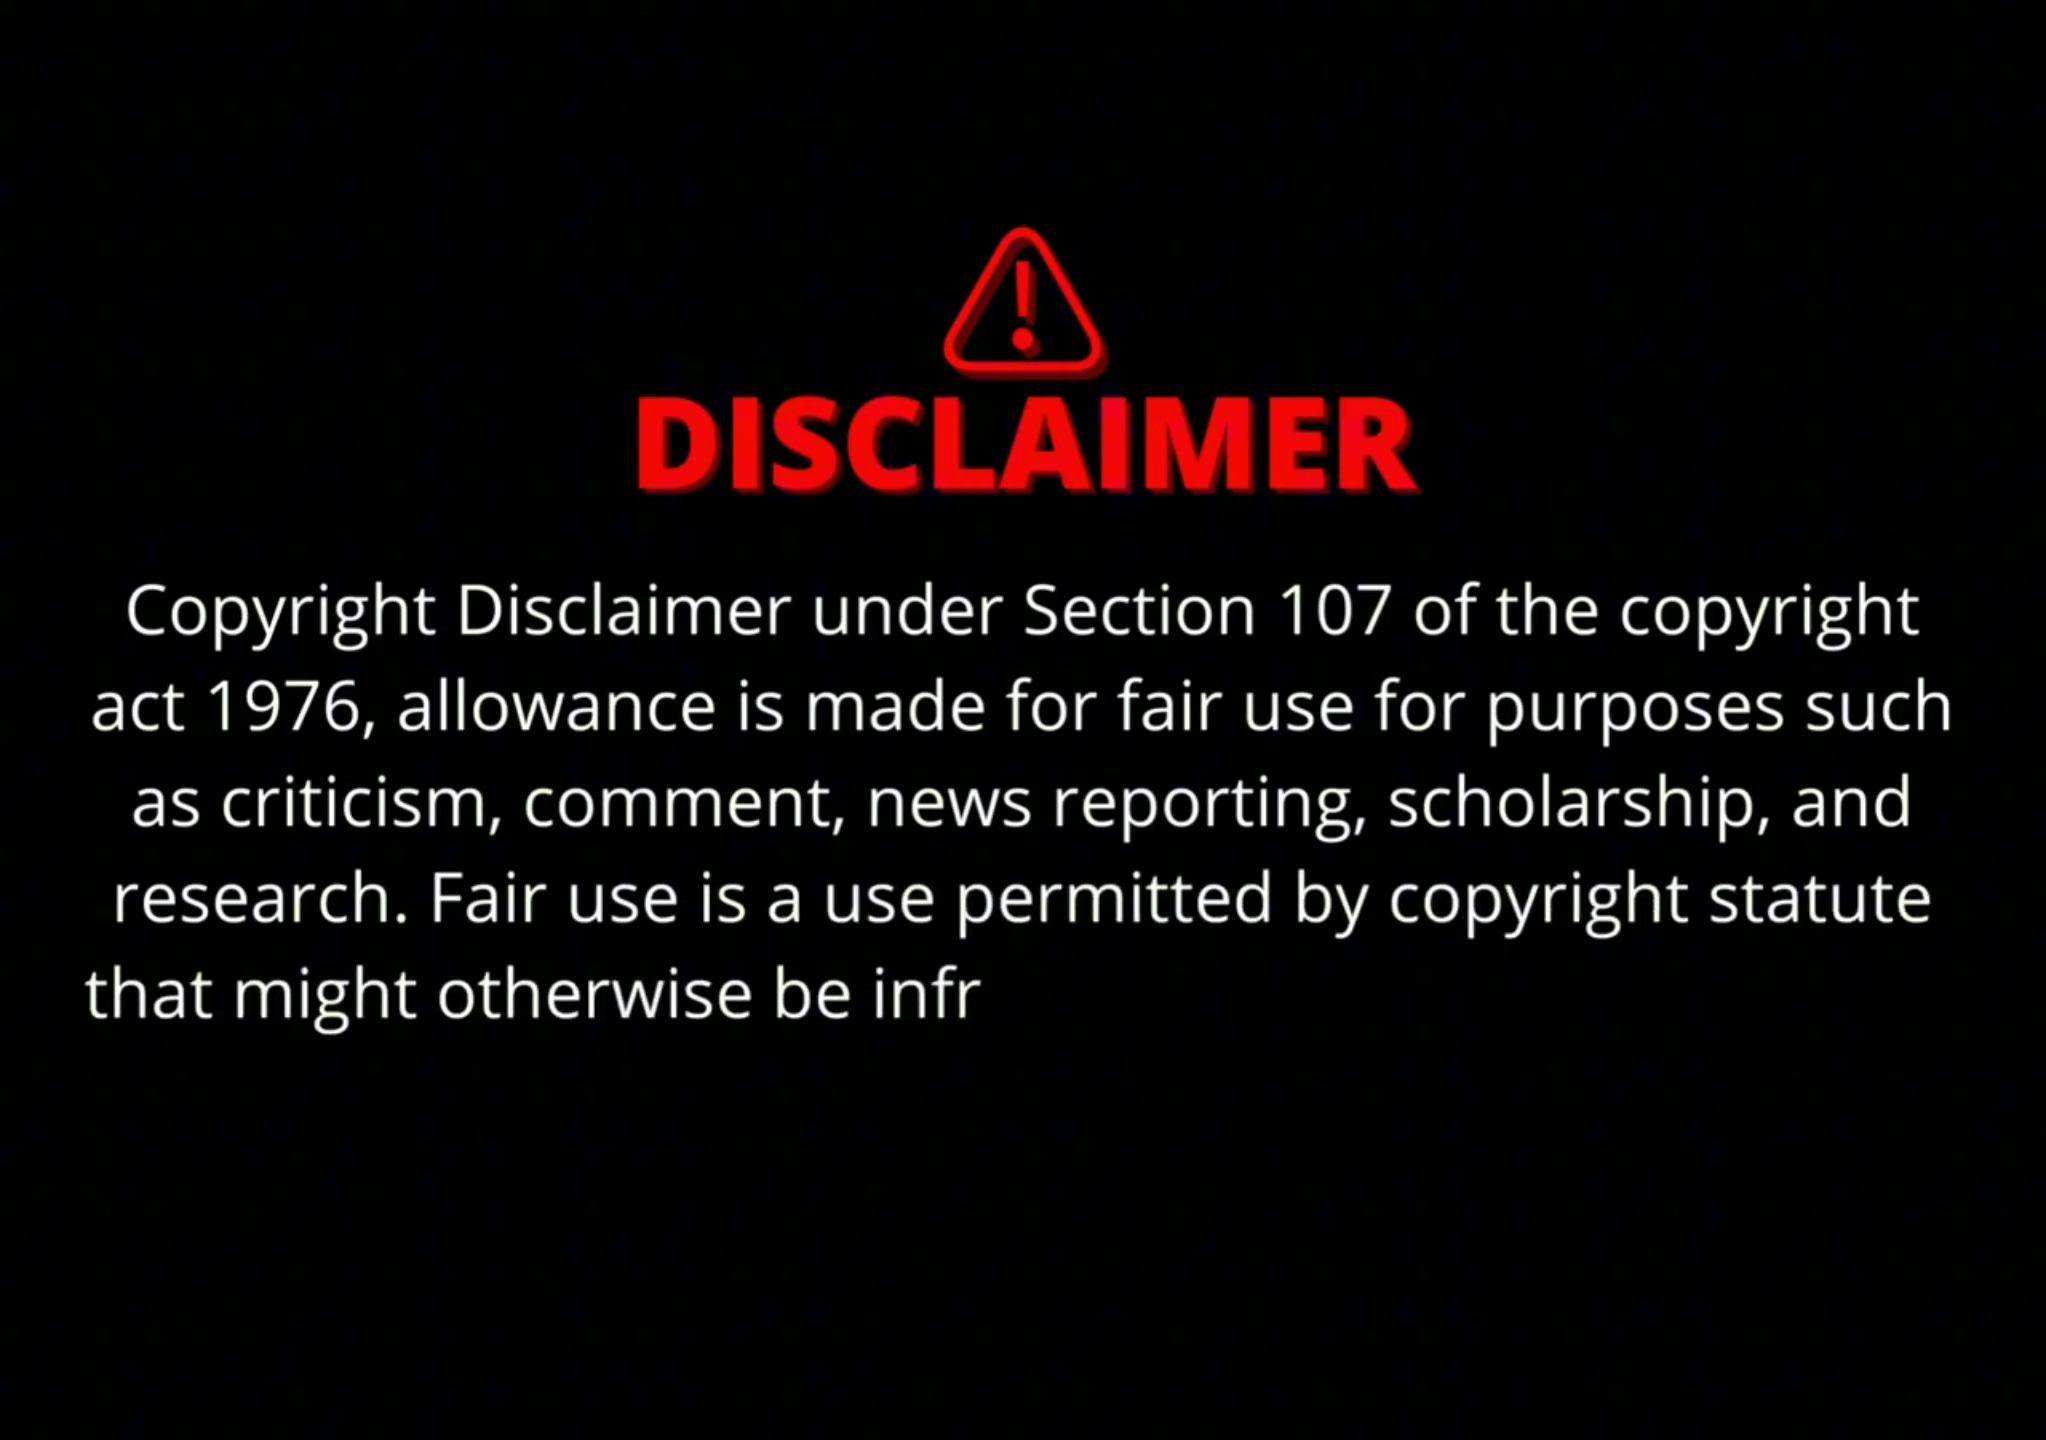 DISCLAIMER
Copyright Disclaimer under Section 107 of the copyright
act 1976, allowance is made for fair use for purposes such
as criticism, comment, news reporting, scholarship, and
research. Fair use is a use permitted by copyright statute
that might otherwise be infr